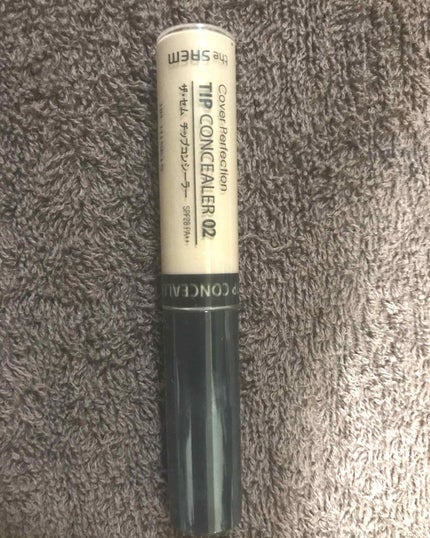 the SAEM
Cover Perfection
TIP CONCEALER 02
ザ・セム チップコンシーラー
SPF28 PA++
P CONCEALE